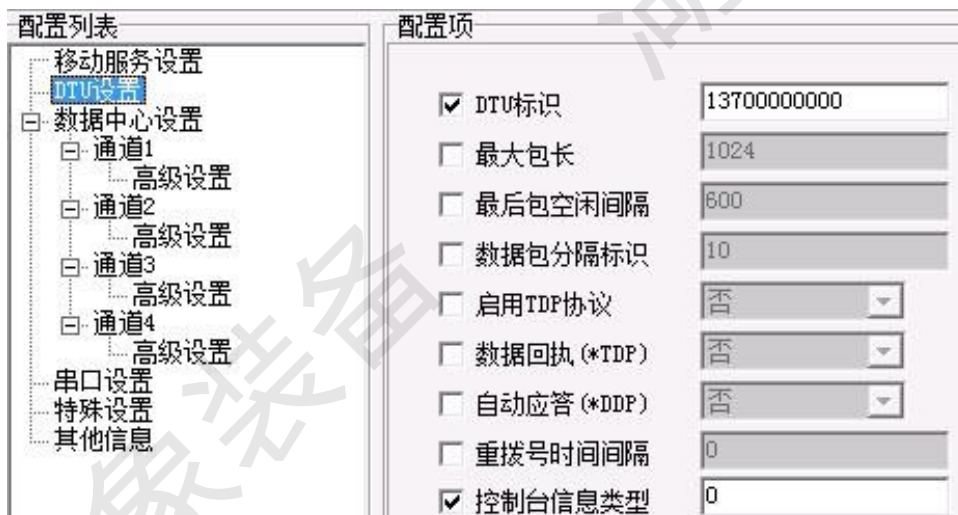 配置列表
移动服务设置
DTU设置
数据中心设置
通道1
高级设置
通道2
高级设置
通道3
高级设置
通道4
高级设置
串口设置
特殊设置
其他信息
配置项
DTU标识 13700000000
最大包长 1024
最后包空闲间隔 600
数据包分隔标识 10
启用TDP协议 否
数据回执(*TDP) 否
自动应答(*DDP) 否
重拨号时间间隔 0
控制台信息类型 0
象装备